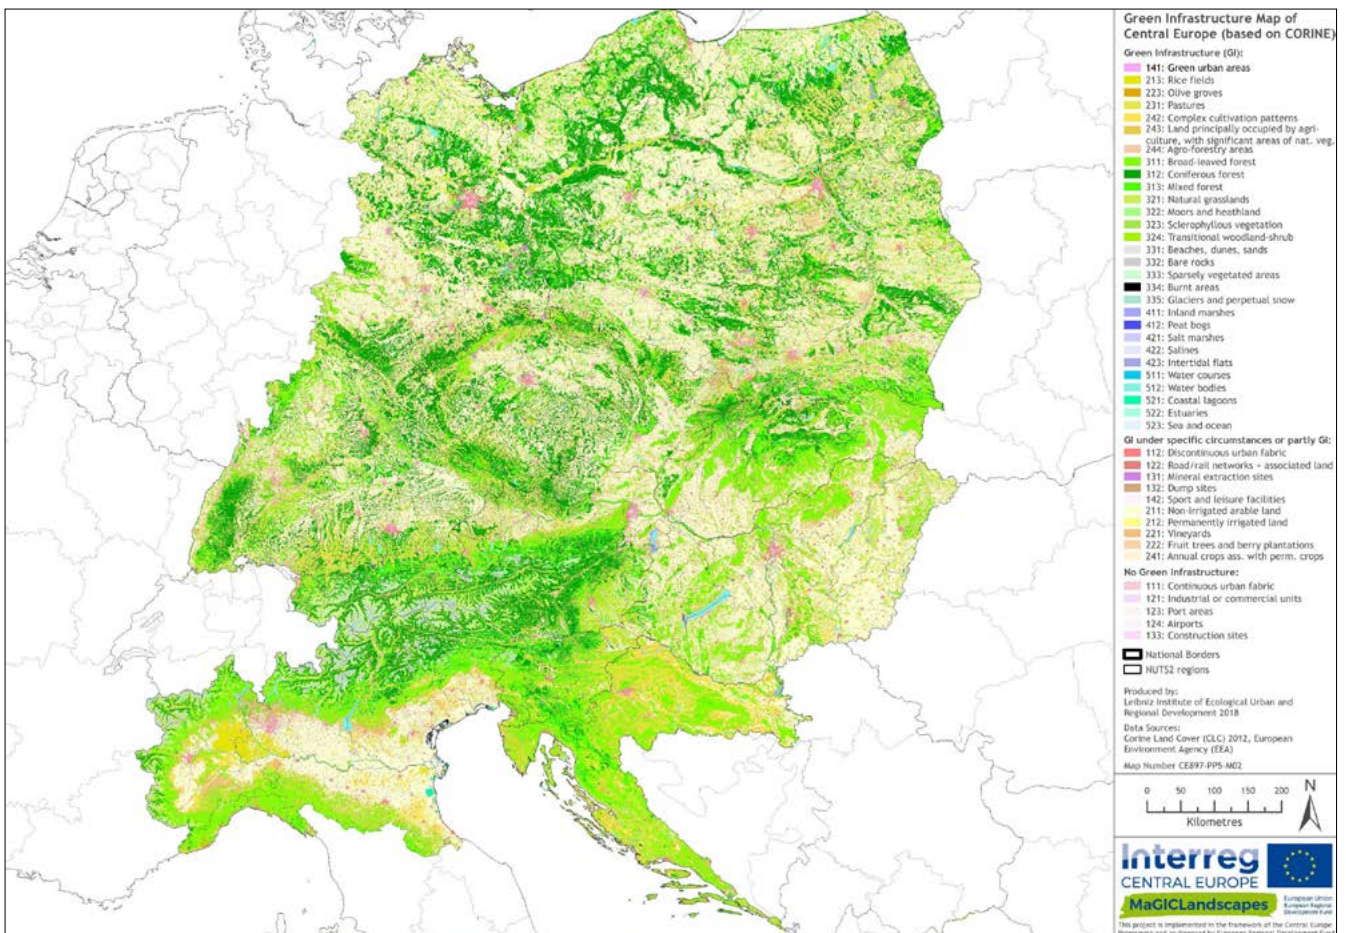 Green Infrastructure Map of
Central Europe (based on CORINE)
Green Infrastructure (GI):
141: Green urban areas
213: Rice fields
223: Olive groves
231: Pastures
242: Complex cultivation patterns
243: Land principally occupied by agri-
culture, with significant areas of nat. veg.
244: Agro-forestry areas
311: Broad-leaved forest
312: Coniferous forest
313: Mixed forest
321: Natural grasslands
322: Moors and heathland
323: Sclerophyllous vegetation
324: Transitional woodland-shrub
331: Beaches, dunes, sands
332: Bare rocks
333: Sparsely vegetated areas
334: Burnt areas
335: Glaciers and perpetual snow
411: Inland marshes
412: Peat bogs
421: Salt marshes
422: Salines
423: Intertidal flats
511: Water courses
512: Water bodies
521: Coastal lagoons
522: Estuaries
523: Sea and ocean
GI under specific circumstances or partly GI:
112: Discontinuous urban fabric
122: Road/rail networks + associated land
131: Mineral extraction sites
132: Dump sites
142: Sport and leisure facilities
211: Non-irrigated arable land
212: Permanently irrigated land
221: Vineyards
222: Fruit trees and berry plantations
241: Annual crops ass. with perm. crops
No Green Infrastructure:
111: Continuous urban fabric
121: Industrial or commercial units
123: Port areas
124: Airports
133: Construction sites
National Borders
NUTS2 regions
Produced by:
Leibniz Institute of Ecological Urban and
Regional Development 2018
Data Sources:
Corine Land Cover (CLC) 2012, European
Environment Agency (EEA)
Map Number CE897-PP5-M02
0 50 100 150 200
Kilometres
N
Interreg
CENTRAL EUROPE
MaGICLandscapes
European Union
European Regional
Development Fund
This project is implemented in the framework of the Central Europe